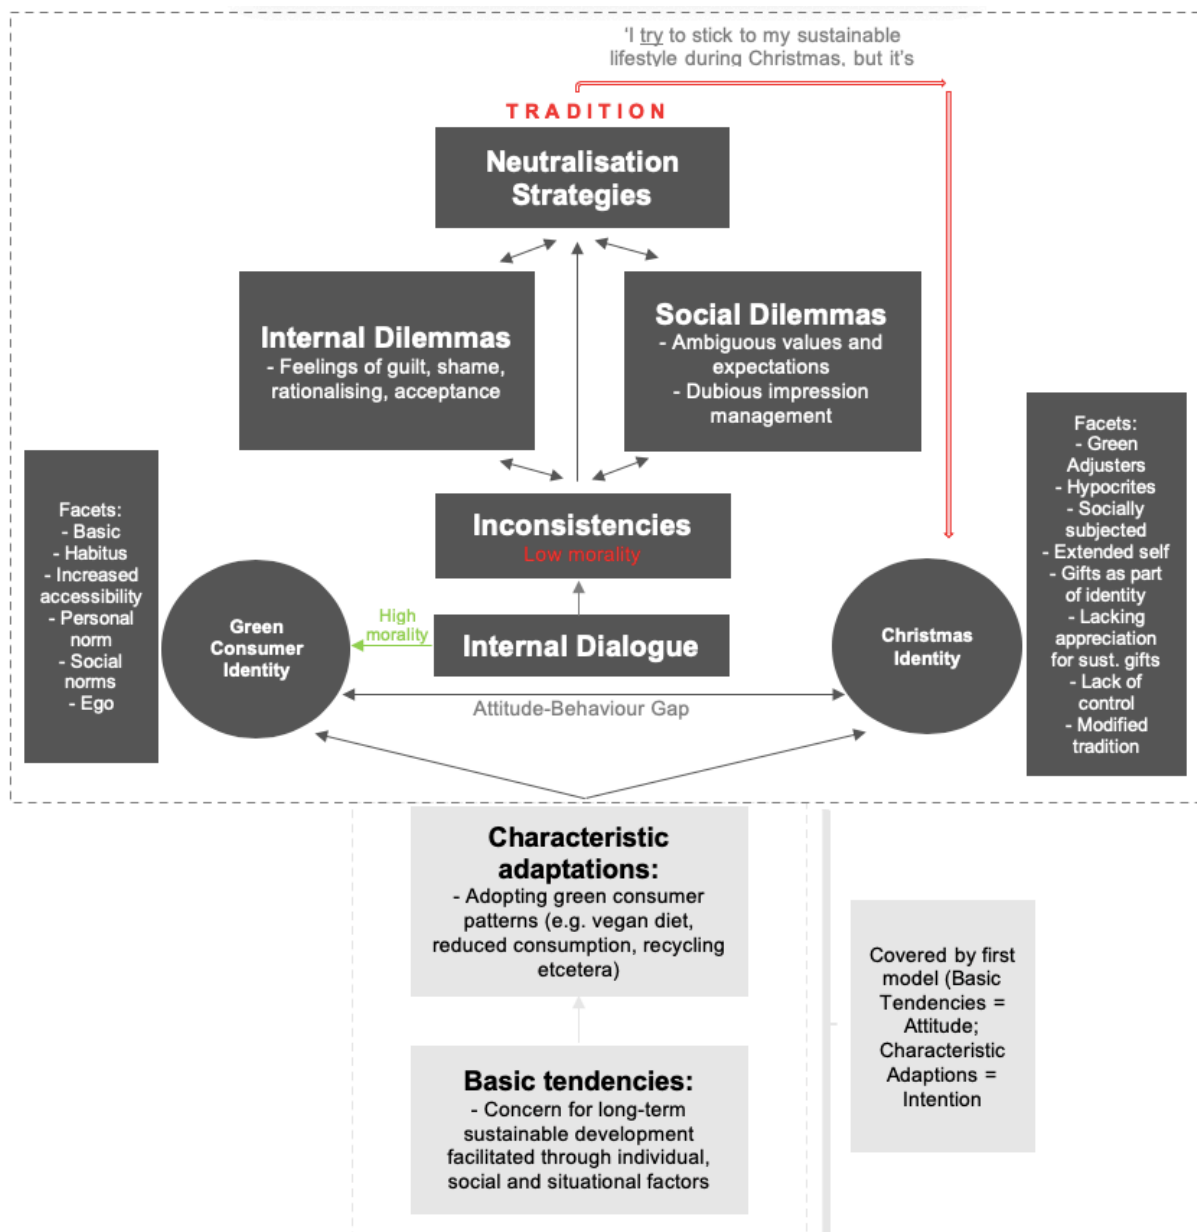 'I try to stick to my sustainable
lifestyle during Christmas, but it's
TRADITION
Neutralisation
Strategies
Internal Dilemmas
- Feelings of guilt, shame,
rationalising, acceptance
Social Dilemmas
- Ambiguous values and
expectations
- Dubious impression
management
Facets:
- Basic
- Habitus
- Increased
accessibility
- Personal
norm
- Social
norms
- Ego
Inconsistencies
Low morality
Green
Consumer
Identity
High
morality
Internal Dialogue
Attitude-Behaviour Gap
Christmas
Identity
Facets:
- Green
Adjusters
- Hypocrites
- Socially
subjected
- Extended self
- Gifts as part
of identity
- Lacking
appreciation
for sust. gifts
- Lack of
control
- Modified
tradition
Characteristic
adaptations:
- Adopting green consumer
patterns (e.g. vegan diet,
reduced consumption, recycling
etcetera)
Basic tendencies:
- Concern for long-term
sustainable development
facilitated through individual,
social and situational factors
Covered by first
model (Basic
Tendencies =
Attitude;
Characteristic
Adaptions =
Intention